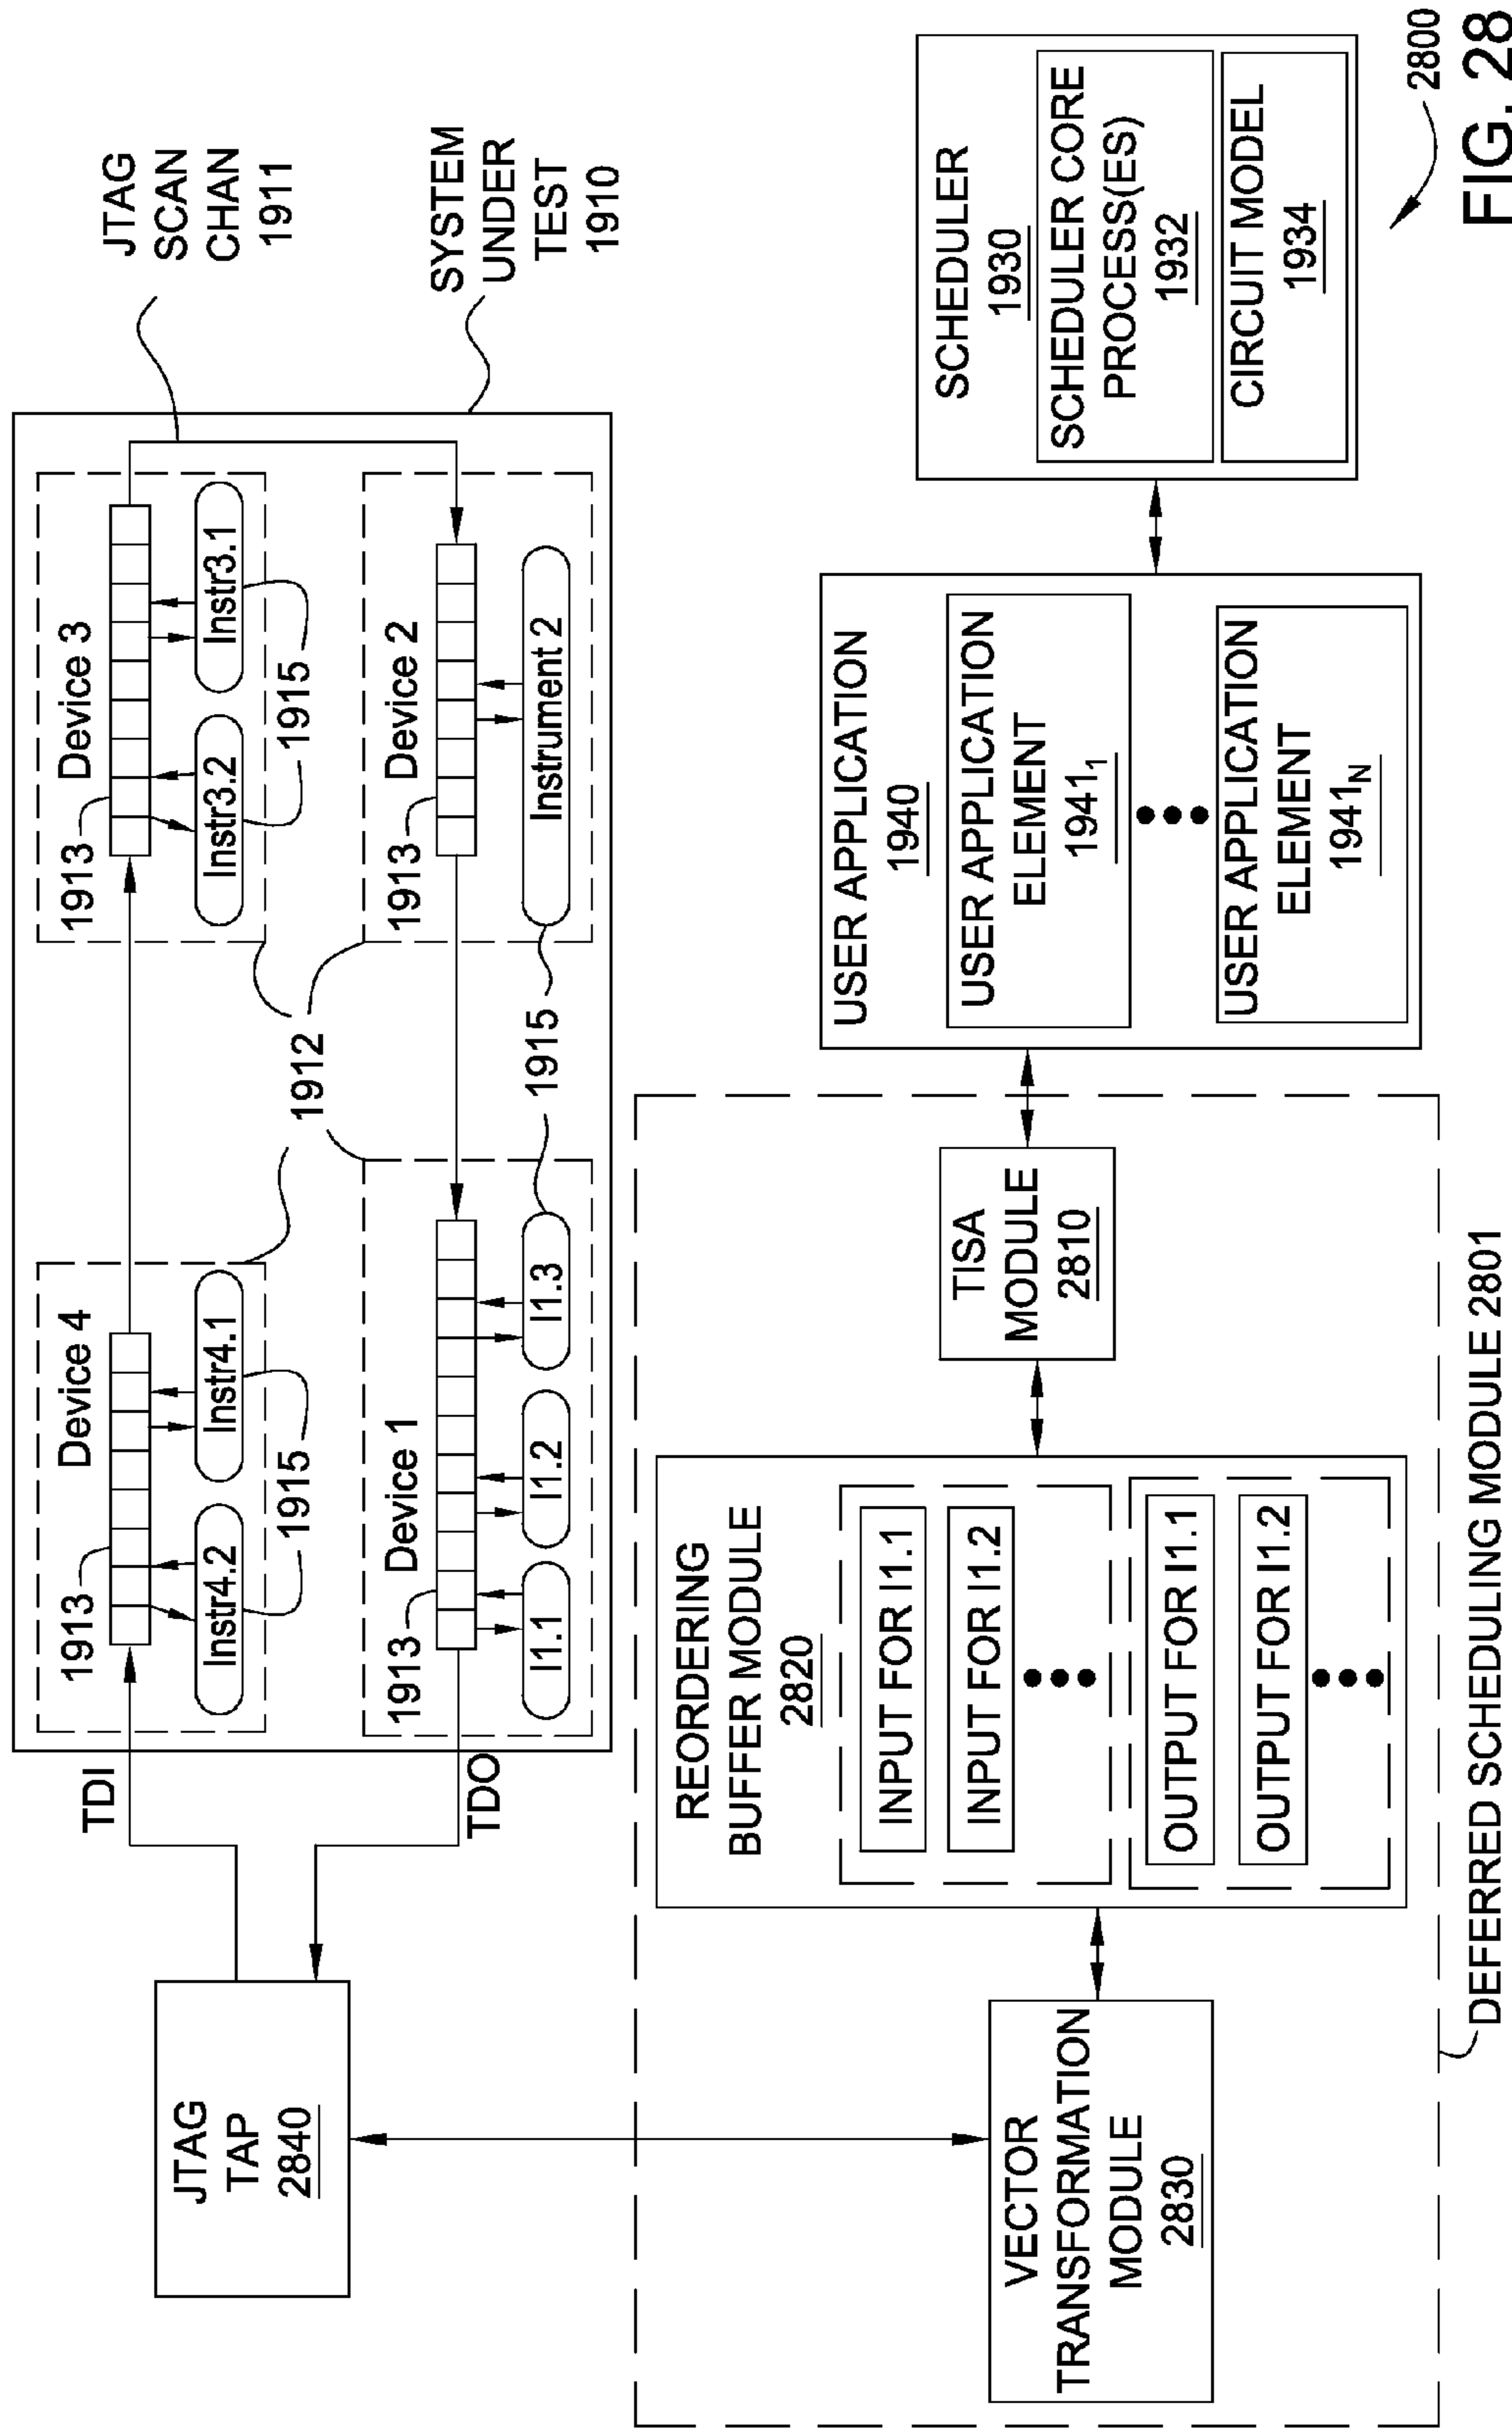 JTAG
TAP
2840
TDI
TDO
1913
Device 4
Instr4.2
Instr4.1
1915
1912
1913
Device 3
Instr3.2
Instr3.1
1915
1913
Device 1
I1.1
I1.2
I1.3
1915
1913
Device 2
Instrument 2
JTAG
SCAN
CHAN
1911
SYSTEM
UNDER
TEST
1910
VECTOR
TRANSFORMATION
MODULE
2830
REORDERING
BUFFER MODULE
2820
INPUT FOR I1.1
INPUT FOR I1.2
OUTPUT FOR I1.1
OUTPUT FOR I1.2
TISA
MODULE
2810
DEFERRED SCHEDULING MODULE 2801
USER APPLICATION
1940
USER APPLICATION
ELEMENT
1941₁
USER APPLICATION
ELEMENT
1941N
SCHEDULER
1930
SCHEDULER CORE
PROCESS(ES)
1932
CIRCUIT MODEL
1934
2800
FIG. 28